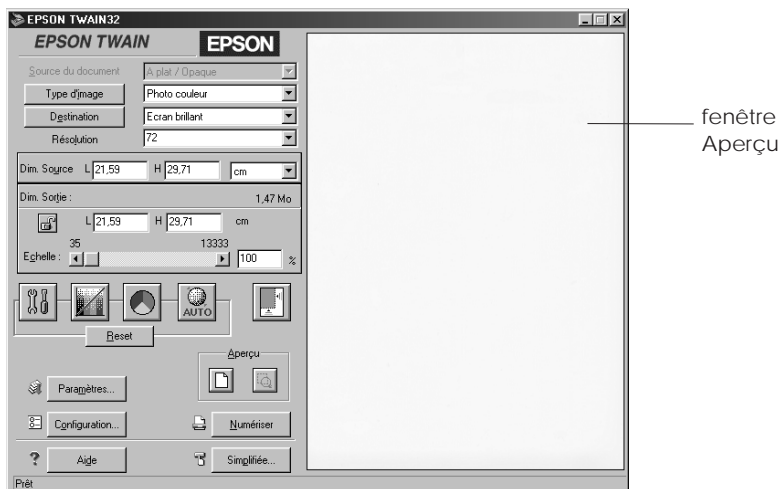 EPSON TWAIN32
EPSON TWAIN EPSON
Source du document A plat / Opaque
Type d'image Photo couleur
Destination Ecran brillant
Résolution 72
Dim. Source L 21,59 H 29,71 cm
Dim. Sortie : 1,47 Mo
L 21,59 H 29,71 cm
35 13333
Echelle : 100 %
AUTO
Reset
Aperçu
Paramètres...
Configuration... Numériser
? Aide Simplifiée...
Prêt
fenêtre
Aperçu